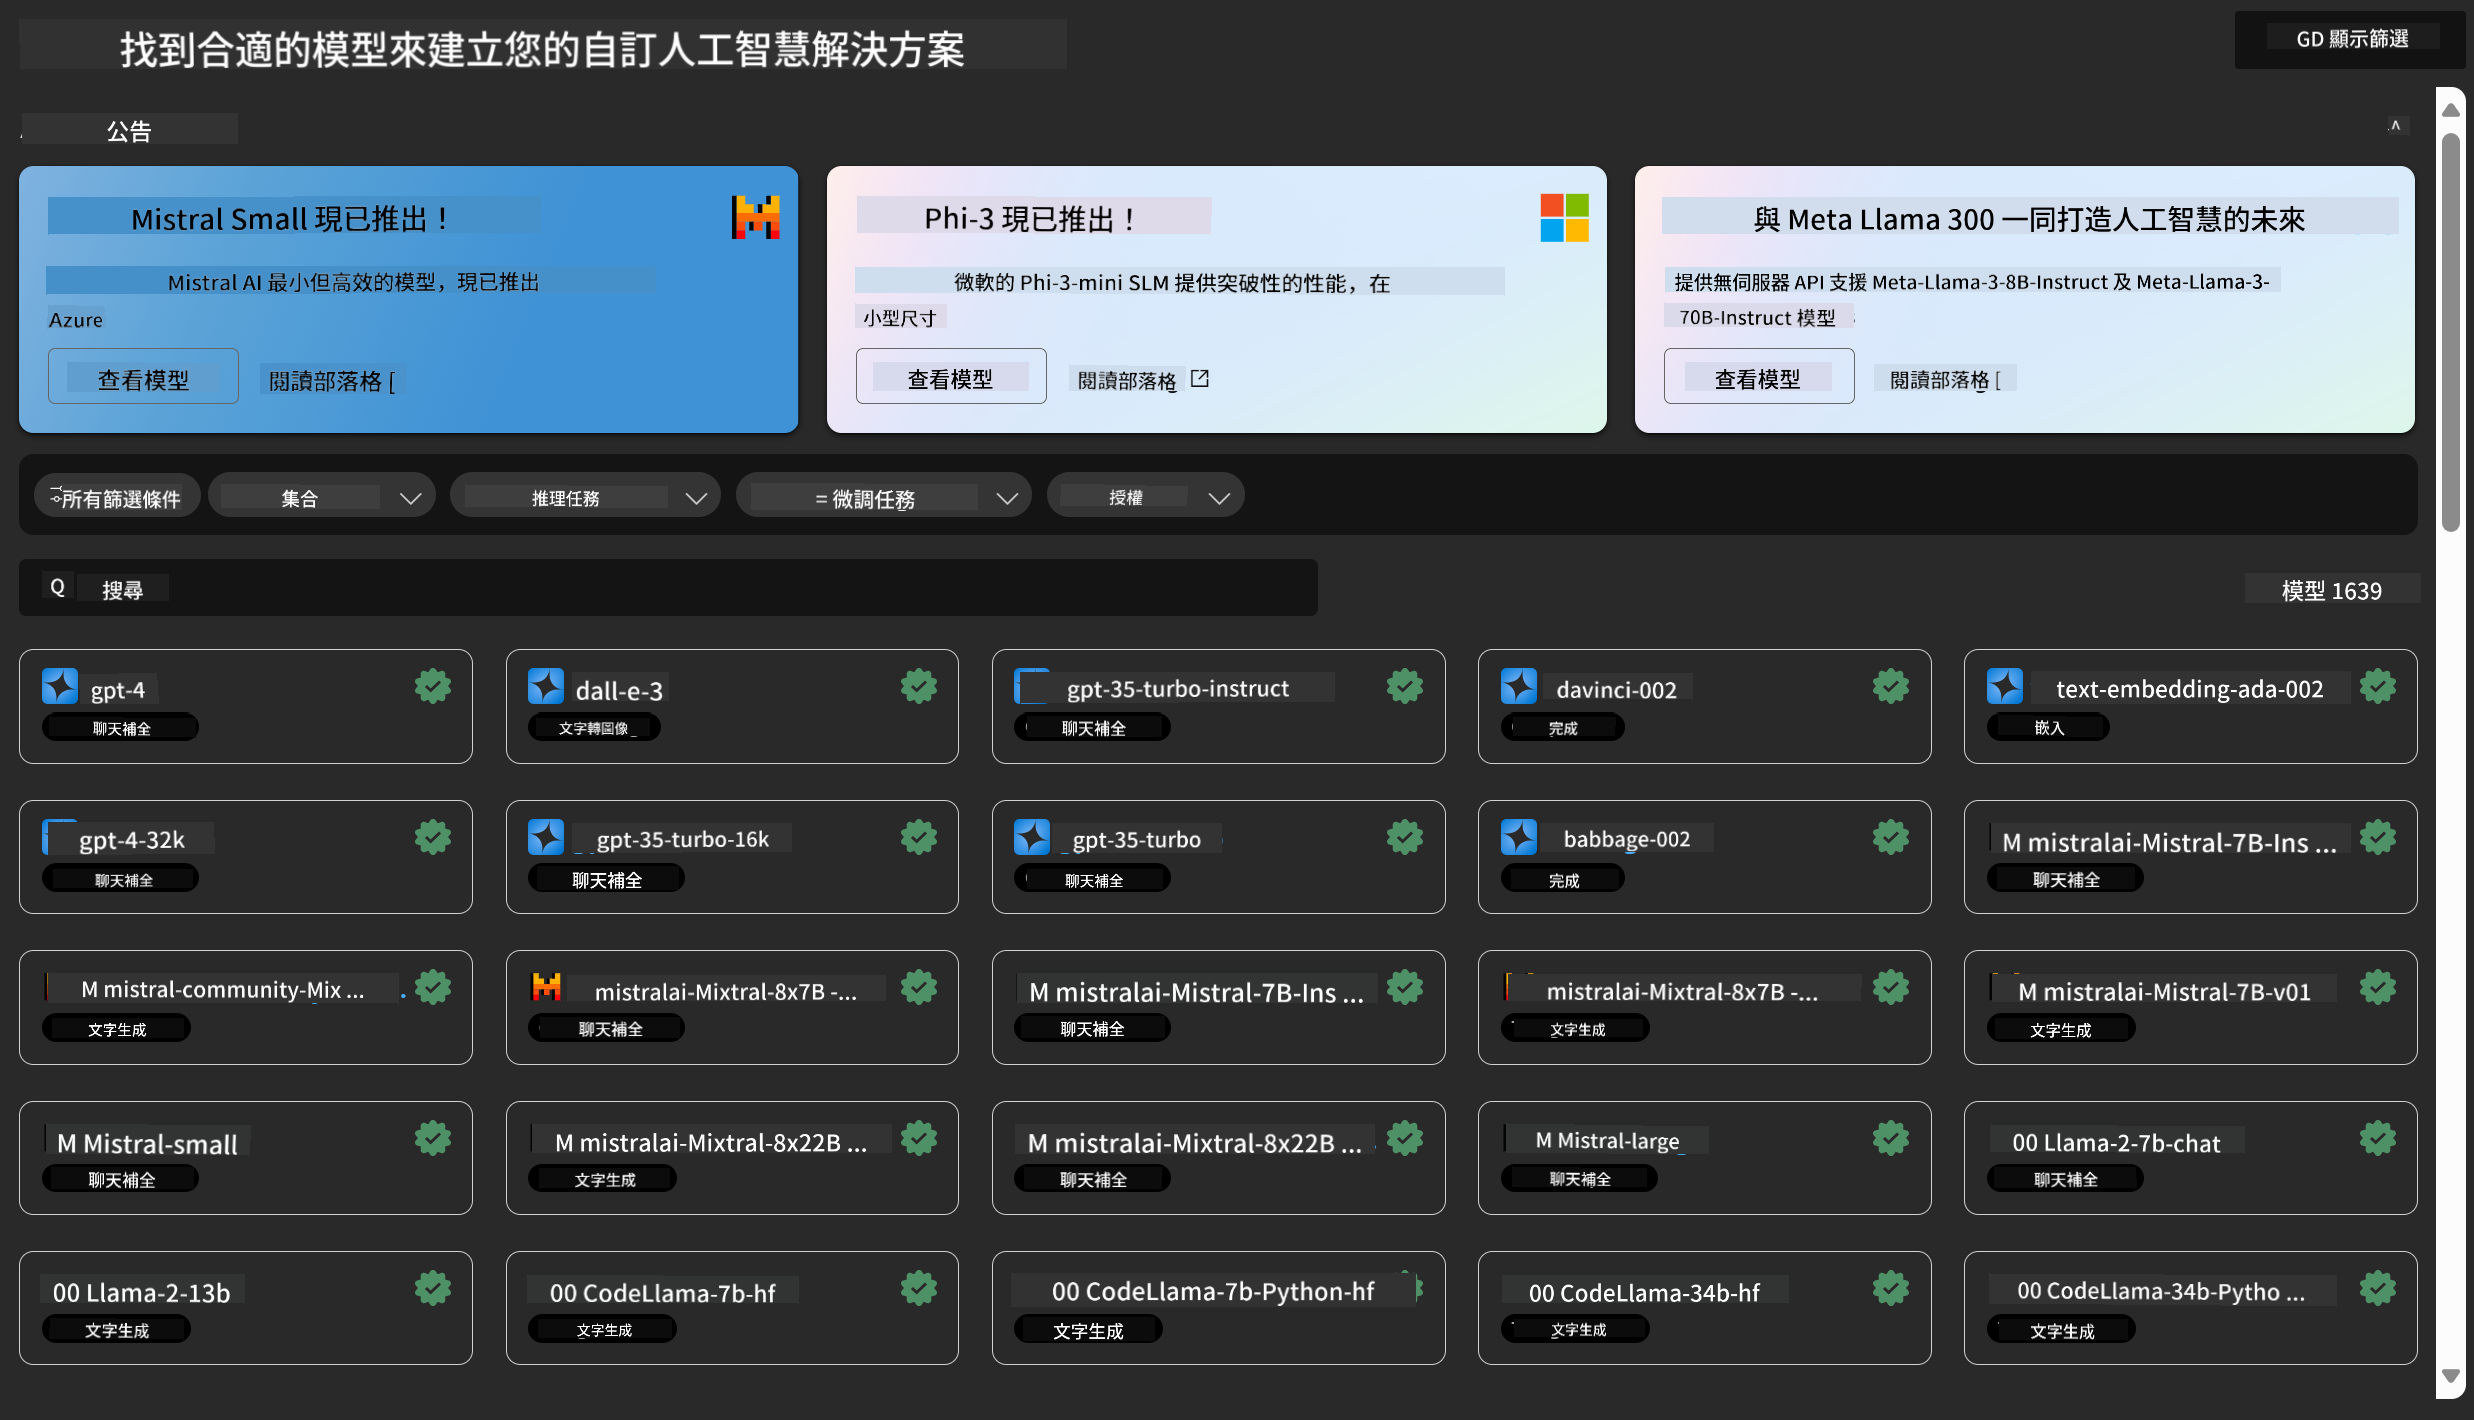 找到合適的模型來建立您的自訂人工智慧解決方案
GD 顯示篩選
公告
Mistral Small 現已推出！
Mistral AI 最小但高效的模型，現已推出
Azure
查看模型
閱讀部落格 [
Phi-3 現已推出！
微軟的 Phi-3-mini SLM 提供突破性的性能，在
小型尺寸
查看模型
閱讀部落格
與 Meta Llama 300 一同打造人工智慧的未來
提供無伺服器 API 支援 Meta-Llama-3-8B-Instruct 及 Meta-Llama-3-
70B-Instruct 模型
查看模型
閱讀部落格 [
所有篩選條件
集合
推理任務
= 微調任務
授權
Q 搜尋
模型 1639
gpt-4
聊天補全
dall-e-3
文字轉圖像
gpt-35-turbo-instruct
聊天補全
davinci-002
完成
text-embedding-ada-002
嵌入
gpt-4-32k
聊天補全
gpt-35-turbo-16k
聊天補全
gpt-35-turbo
聊天補全
babbage-002
完成
M mistralai-Mistral-7B-Ins ...
聊天補全
M mistral-community-Mix ...
文字生成
mistralai-Mixtral-8x7B -...
聊天補全
M mistralai-Mistral-7B-Ins ...
聊天補全
mistralai-Mixtral-8x7B -...
文字生成
M mistralai-Mistral-7B-v01
文字生成
M Mistral-small
聊天補全
M mistralai-Mixtral-8x22B ...
文字生成
M mistralai-Mixtral-8x22B ...
聊天補全
M Mistral-large
聊天補全
00 Llama-2-7b-chat
聊天補全
00 Llama-2-13b
文字生成
00 CodeLlama-7b-hf
文字生成
00 CodeLlama-7b-Python-hf
文字生成
00 CodeLlama-34b-hf
文字生成
00 CodeLlama-34b-Pytho ...
文字生成